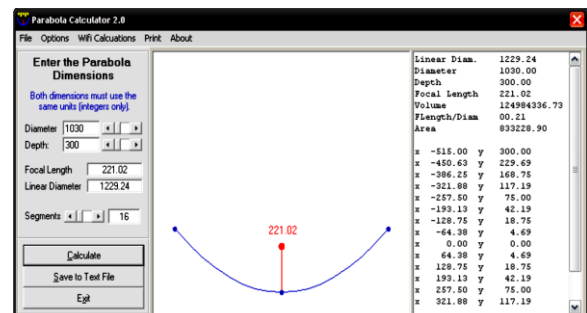 Parabola Calculator 2.0
File Options Wifi Calcuations Print About
Enter the Parabola
Dimensions
Both dimensions must use the
same units (integers only).
Diameter 1030
Depth: 300
Focal Length 221.02
Linear Diameter 1229.24
Segments 16
Calculate
Save to Text File
Exit
221.02
Linear Diam. 1229.24
Diameter 1030.00
Depth 300.00
Focal Length 221.02
Volume 124984336.73
FLength/Diam 00.21
Area 833228.90
x -515.00 y 300.00
x -450.63 y 229.69
x -386.25 y 168.75
x -321.88 y 117.19
x -257.50 y 75.00
x -193.13 y 42.19
x -128.75 y 18.75
x -64.38 y 4.69
x 0.00 y 0.00
x 64.38 y 4.69
x 128.75 y 18.75
x 193.13 y 42.19
x 257.50 y 75.00
x 321.88 y 117.19